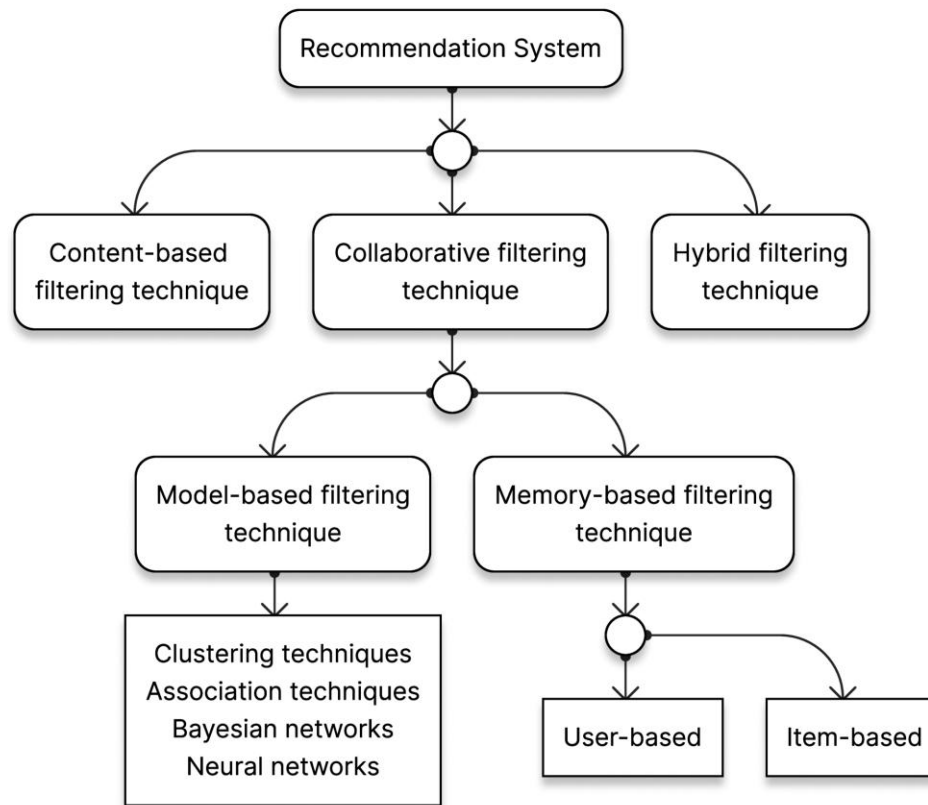 Recommendation System
Content-based
filtering technique
Collaborative filtering
technique
Hybrid filtering
technique
Model-based filtering
technique
Memory-based filtering
technique
Clustering techniques
Association techniques
Bayesian networks
Neural networks
User-based
Item-based